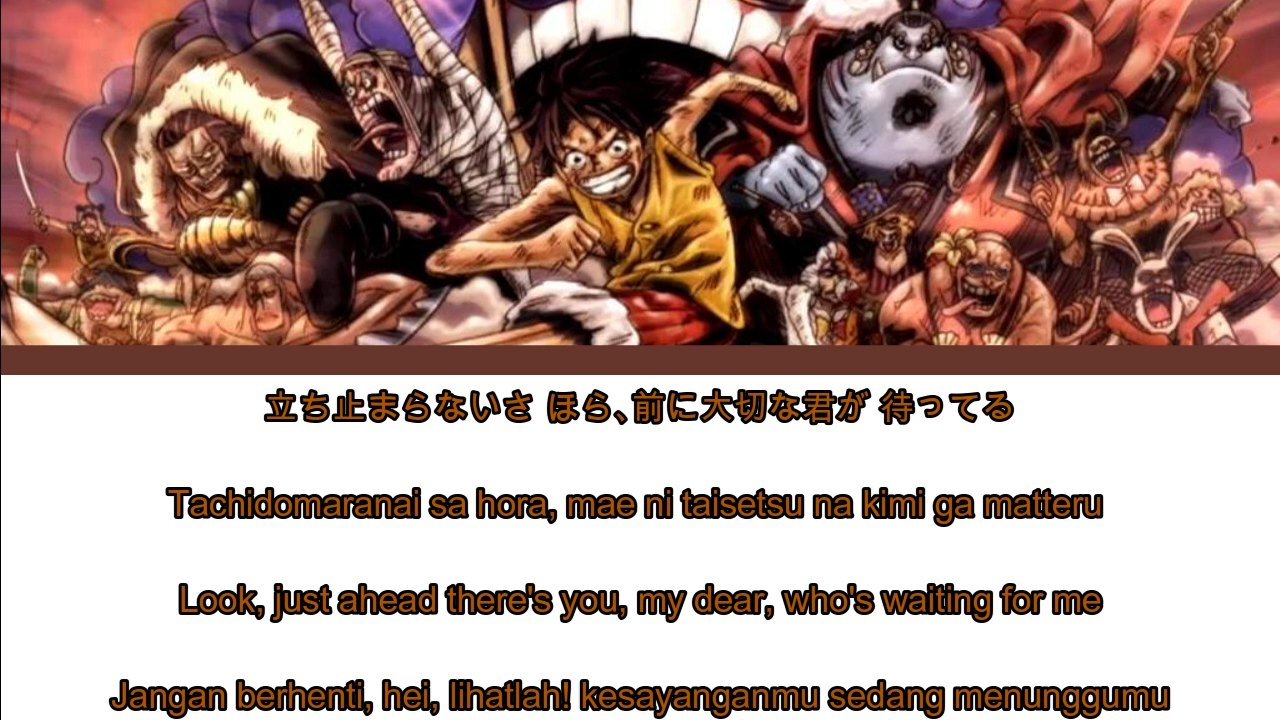 立ち止まらないさ ほら、前に大切な君が 待ってる
Tachidomaranai sa hora, mae ni taisetsu na kimi ga matteru
Look, just ahead there's you, my dear, who's waiting for me
Jangan berhenti, hei, lihatlah! kesayanganmu sedang menunggumu